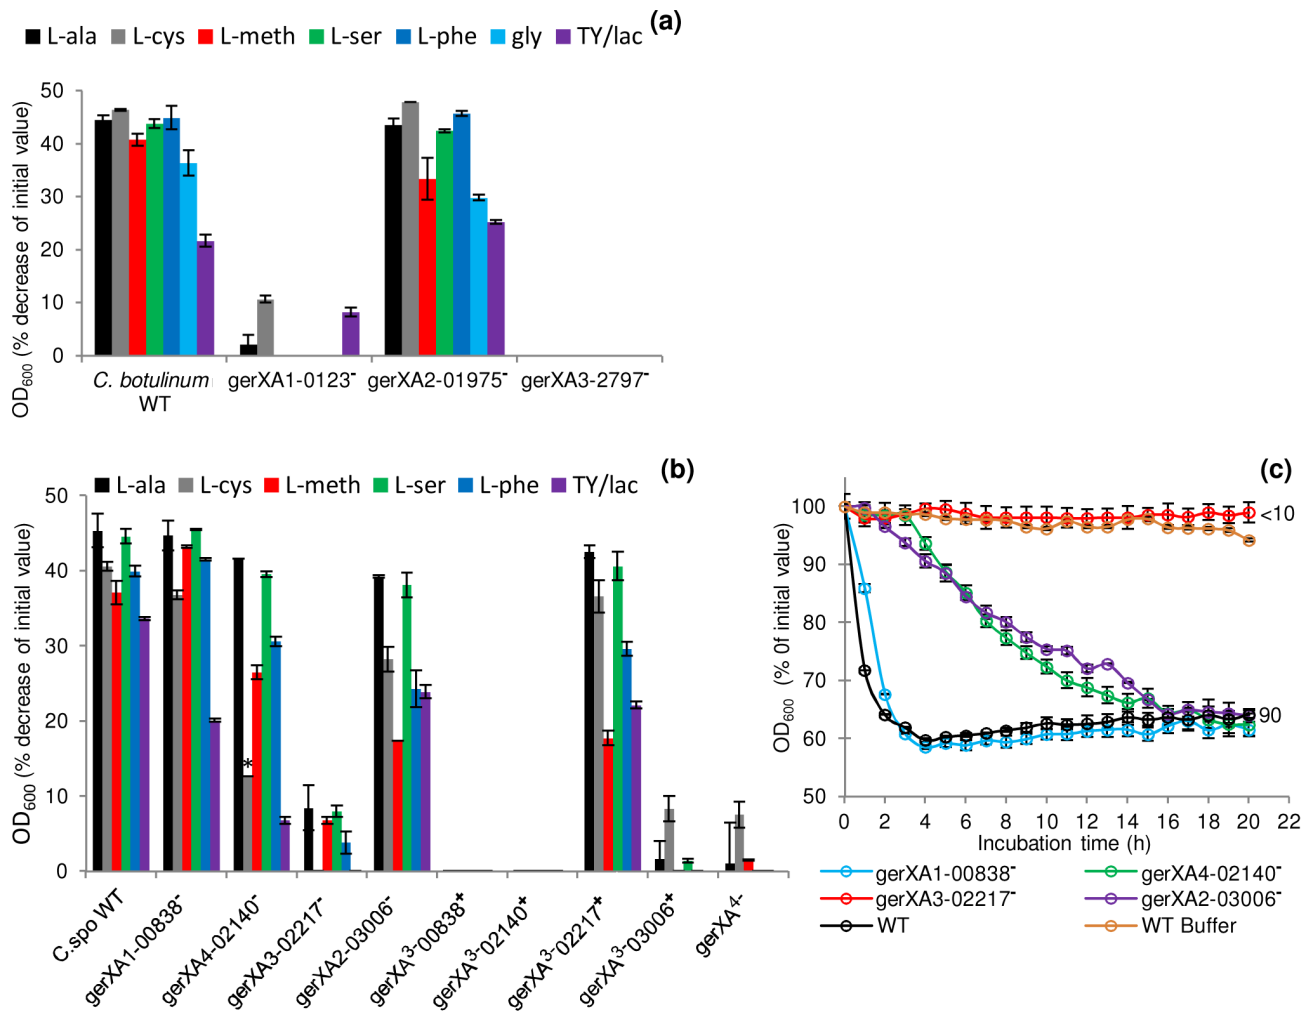 (a)
L-ala L-cys L-meth L-ser L-phe gly TY/lac
OD600 (% decrease of initial value)
50
40
30
20
10
0
C. botulinum WT
gerXA1-0123-
gerXA2-01975-
gerXA3-2797-
(b)
L-ala L-cys L-meth L-ser L-phe TY/lac
OD600 (% decrease of initial value)
50
40
30
20
10
0
*
C.spo WT
gerXA1-00838-
gerXA4-02140-
gerXA3-02217-
gerXA2-03006-
gerXA3-00838+
gerXA3-02140+
gerXA3-02217+
gerXA3-03006+
gerXA4-
(c)
OD600 (% of initial value)
100
90
80
70
60
50
<10
90
0 2 4 6 8 10 12 14 16 18 20 22
Incubation time (h)
gerXA1-00838-
gerXA4-02140-
gerXA3-02217-
gerXA2-03006-
WT
WT Buffer